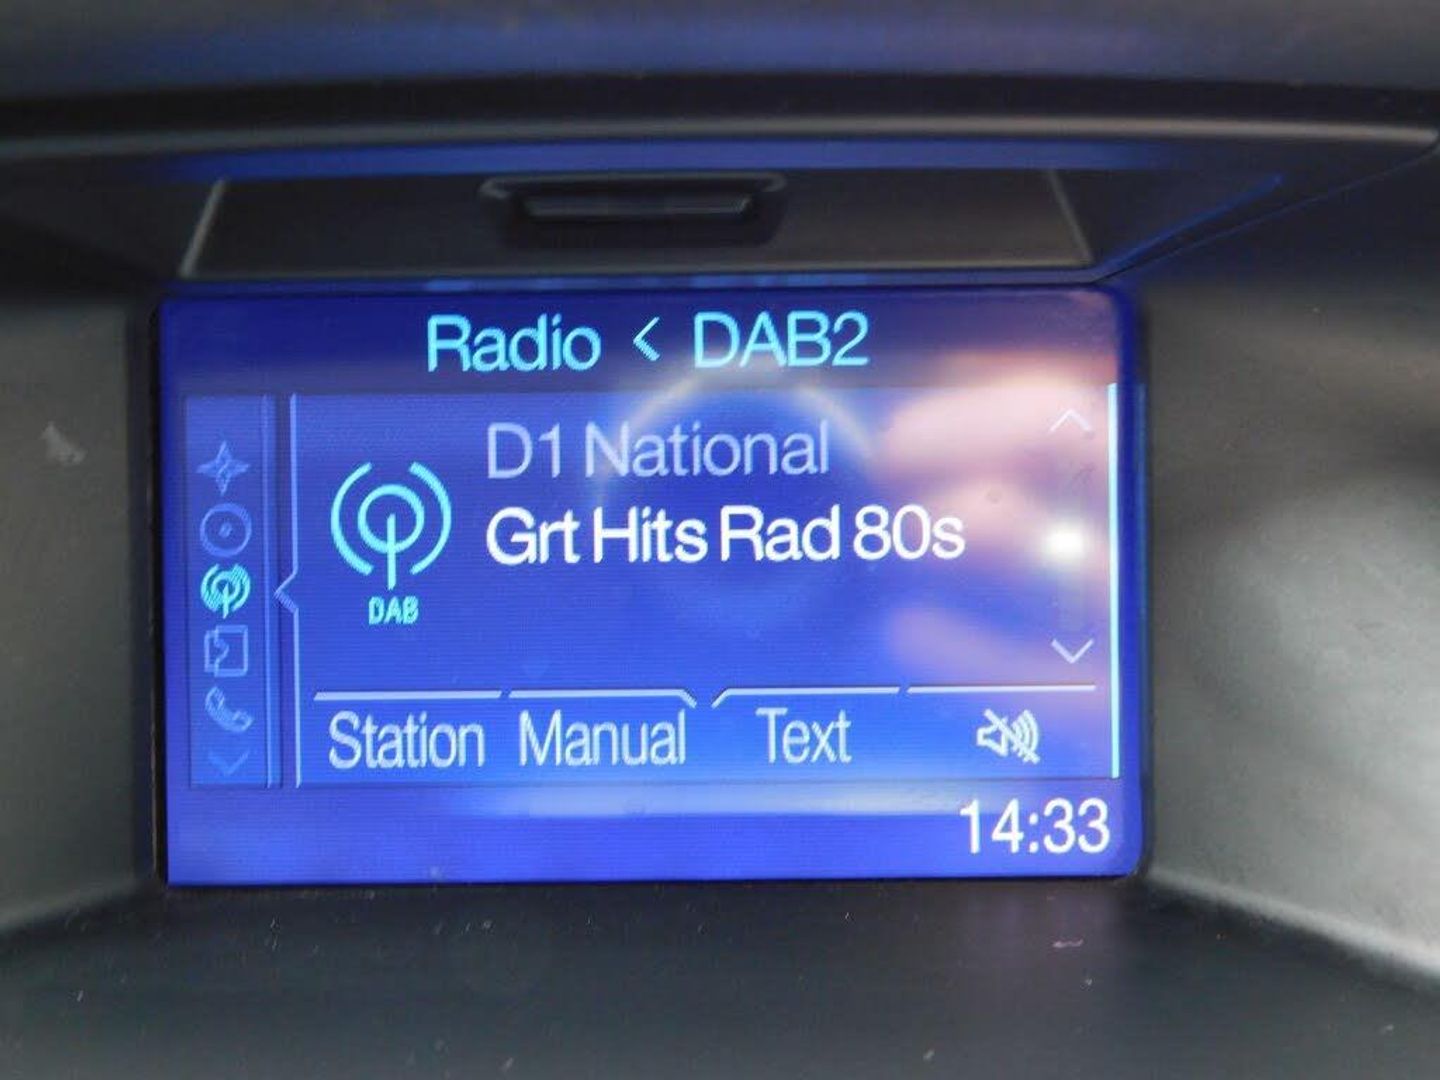 Radio < DAB2
D1 National
Grt Hits Rad 80s
DAB
Station Manual Text
14:33